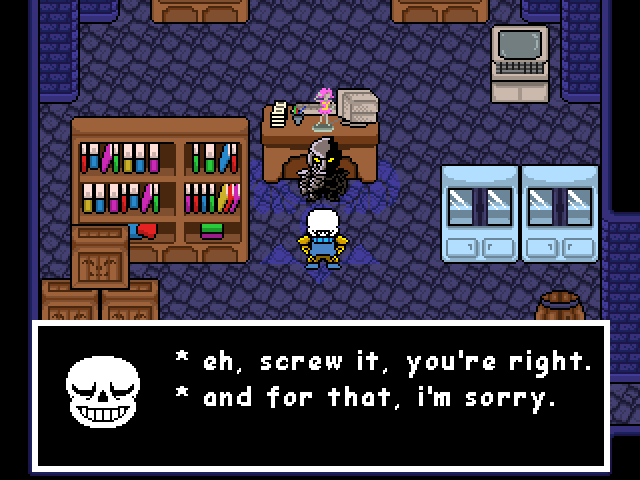 * eh, screw it, you're right.
* and for that, i'm sorry.